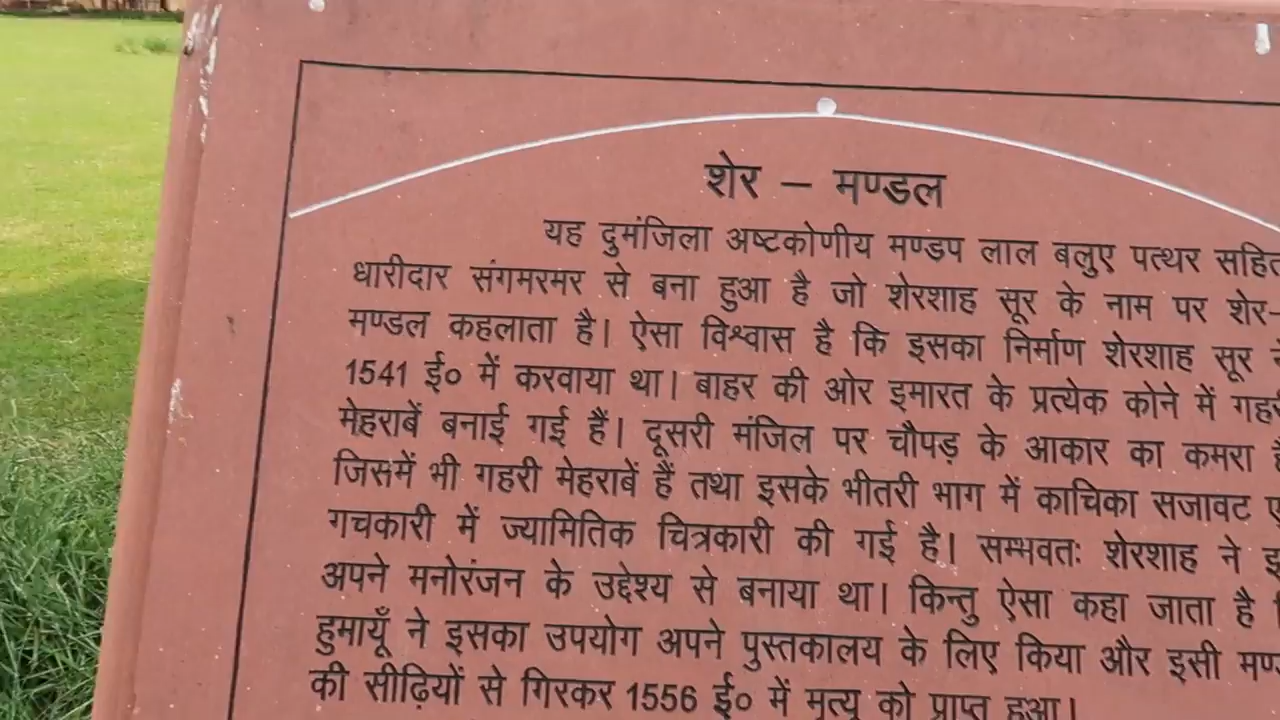 शेर – मण्डल
यह दुमंजिला अष्टकोणीय मण्डप लाल बलुए पत्थर सहित
धारीदार संगमरमर से बना हुआ है जो शेरशाह सूर के नाम पर शेर–
मण्डल कहलाता है। ऐसा विश्वास है कि इसका निर्माण शेरशाह सूर
1541 ई० में करवाया था। बाहर की ओर इमारत के प्रत्येक कोने में
मेहराबें बनाई गई हैं। दूसरी मंजिल पर चौपड़ के आकार का कमरा
जिसमें भी गहरी मेहराबें हैं तथा इसके भीतरी भाग में काचिका सजावट
गचकारी में ज्यामितिक चित्रकारी की गई है। सम्भवतः शेरशाह ने
अपने मनोरंजन के उद्देश्य से बनाया था। किन्तु ऐसा कहा जाता है
हुमायूँ ने इसका उपयोग अपने पुस्तकालय के लिए किया और इसी
की सीढ़ियों से गिरकर 1556 ई० में मृत्यु को प्राप्त हुआ।